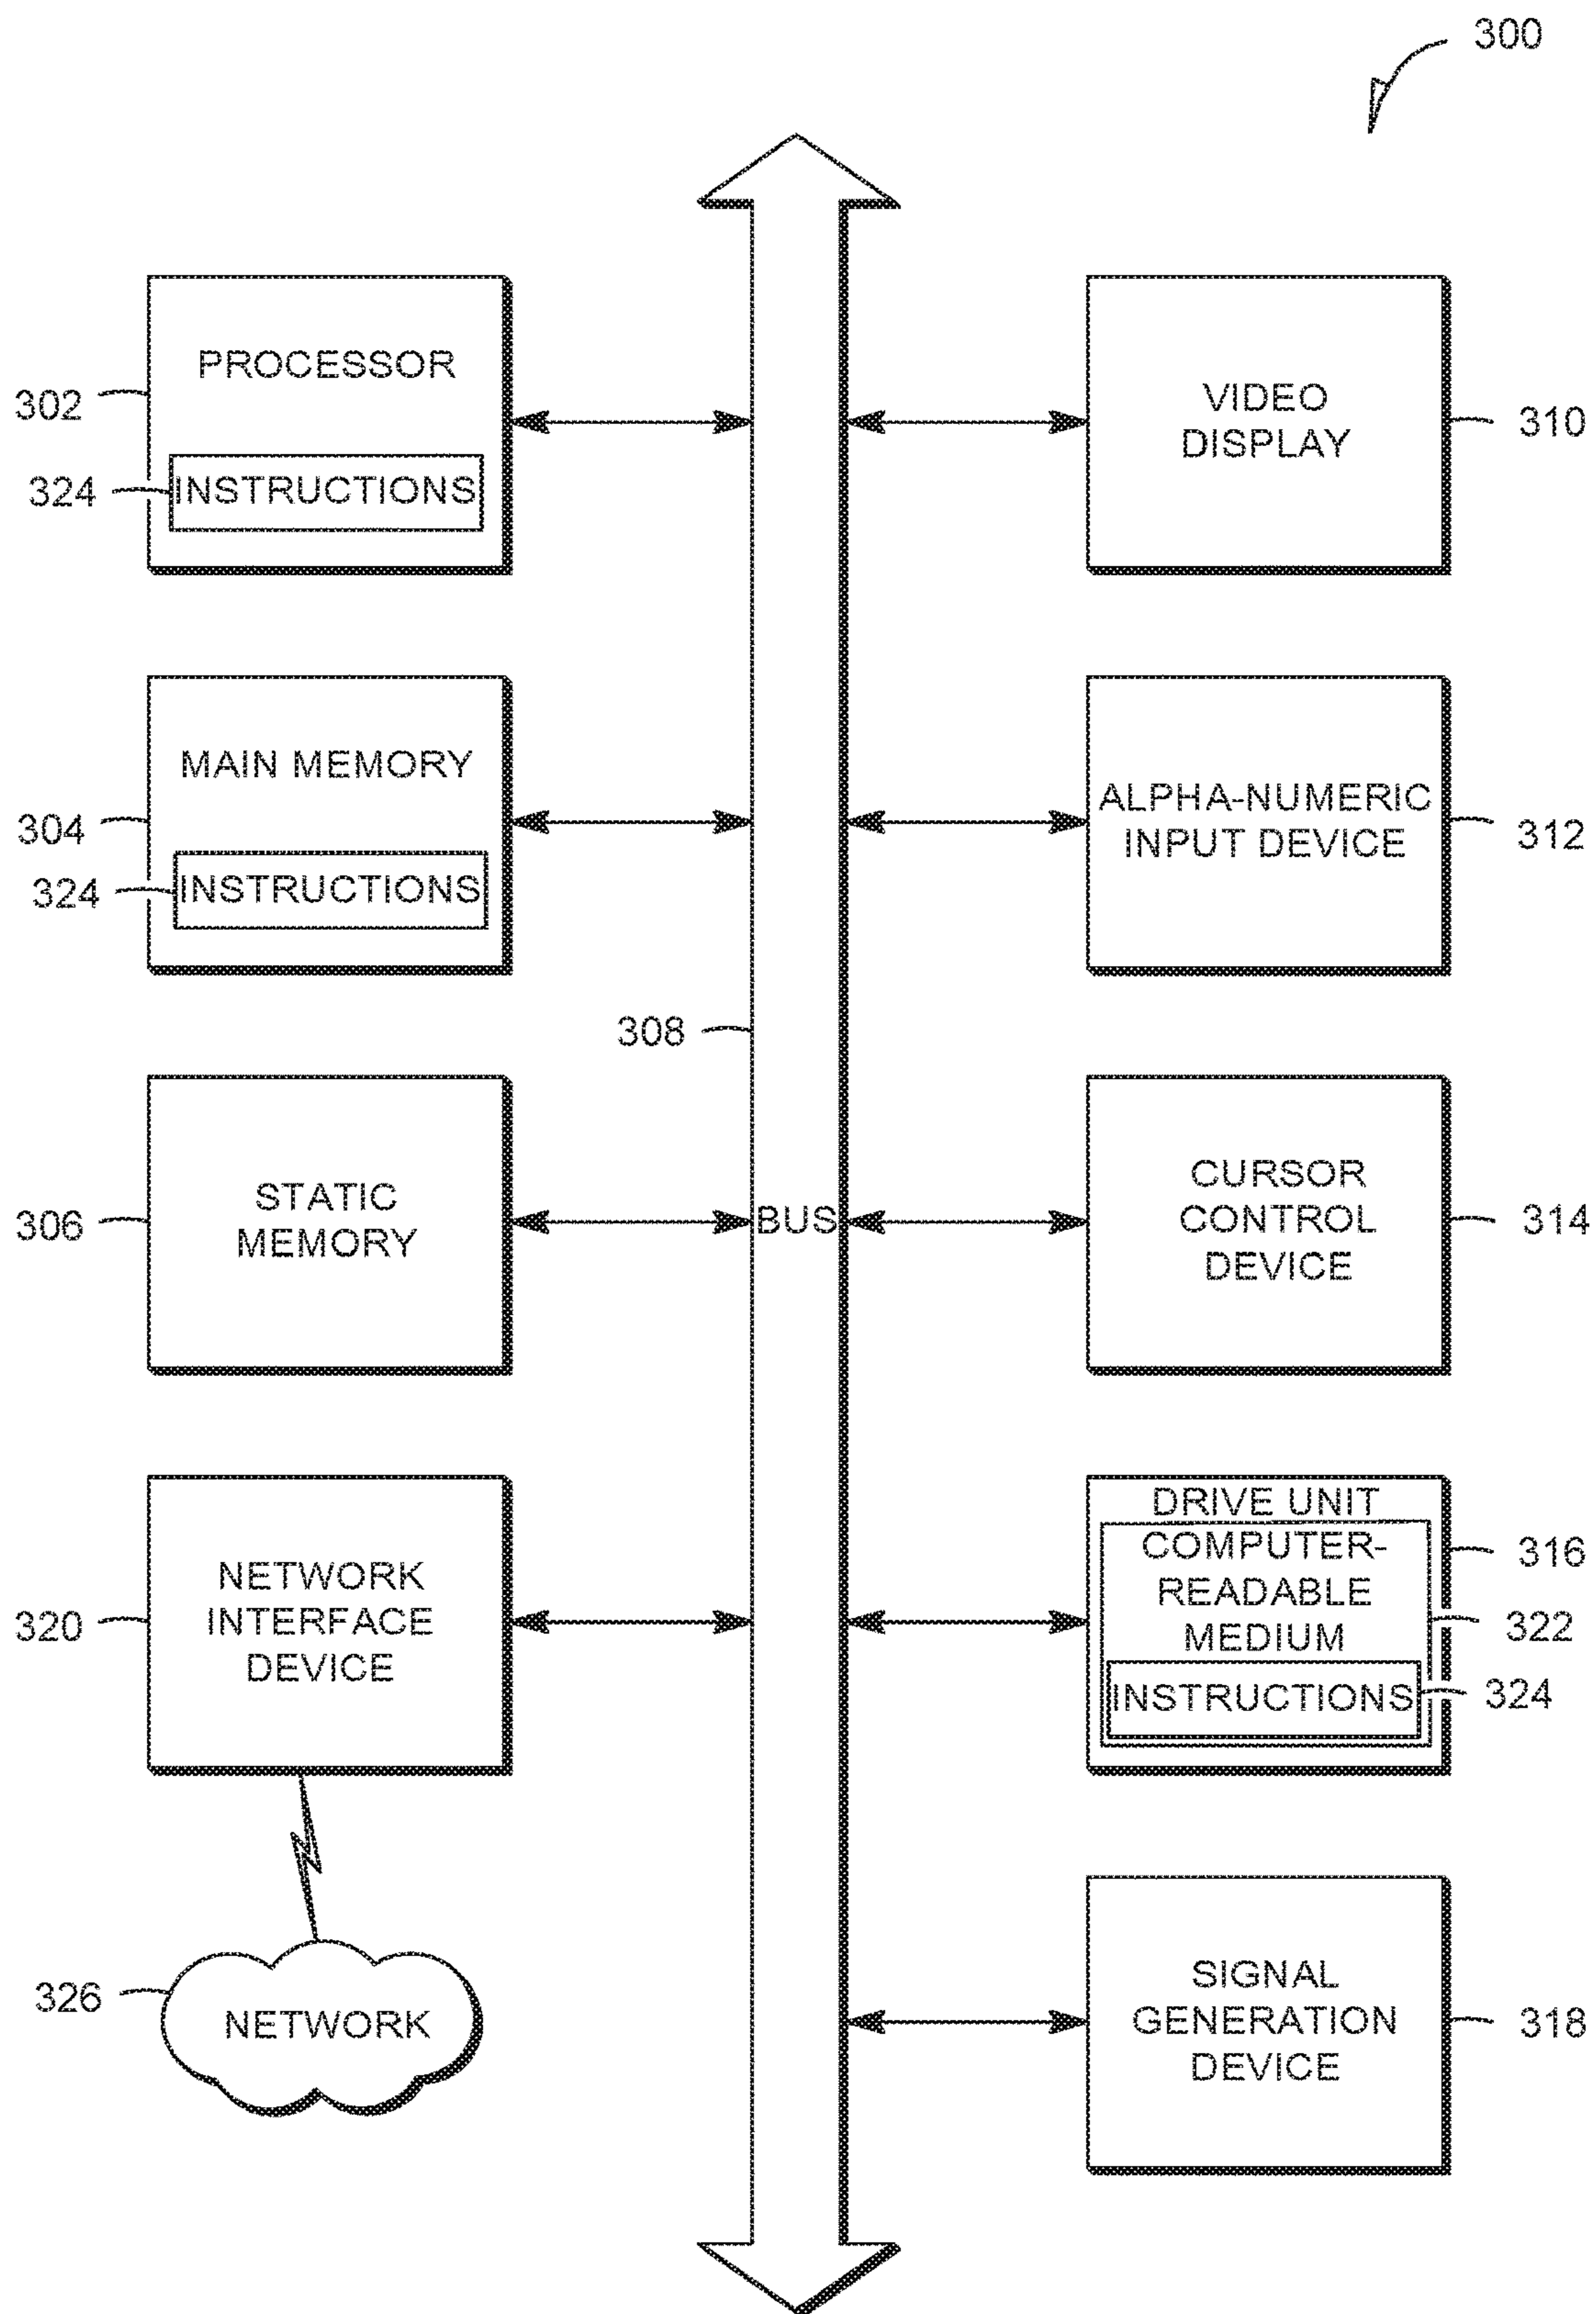 300
PROCESSOR
302
324
INSTRUCTIONS
VIDEO
DISPLAY
310
MAIN MEMORY
304
324
INSTRUCTIONS
ALPHA-NUMERIC
INPUT DEVICE
312
308
STATIC
MEMORY
306
BUS
CURSOR
CONTROL
DEVICE
314
NETWORK
INTERFACE
DEVICE
320
DRIVE UNIT
COMPUTER-
READABLE
MEDIUM
316
322
INSTRUCTIONS
324
326
NETWORK
SIGNAL
GENERATION
DEVICE
318